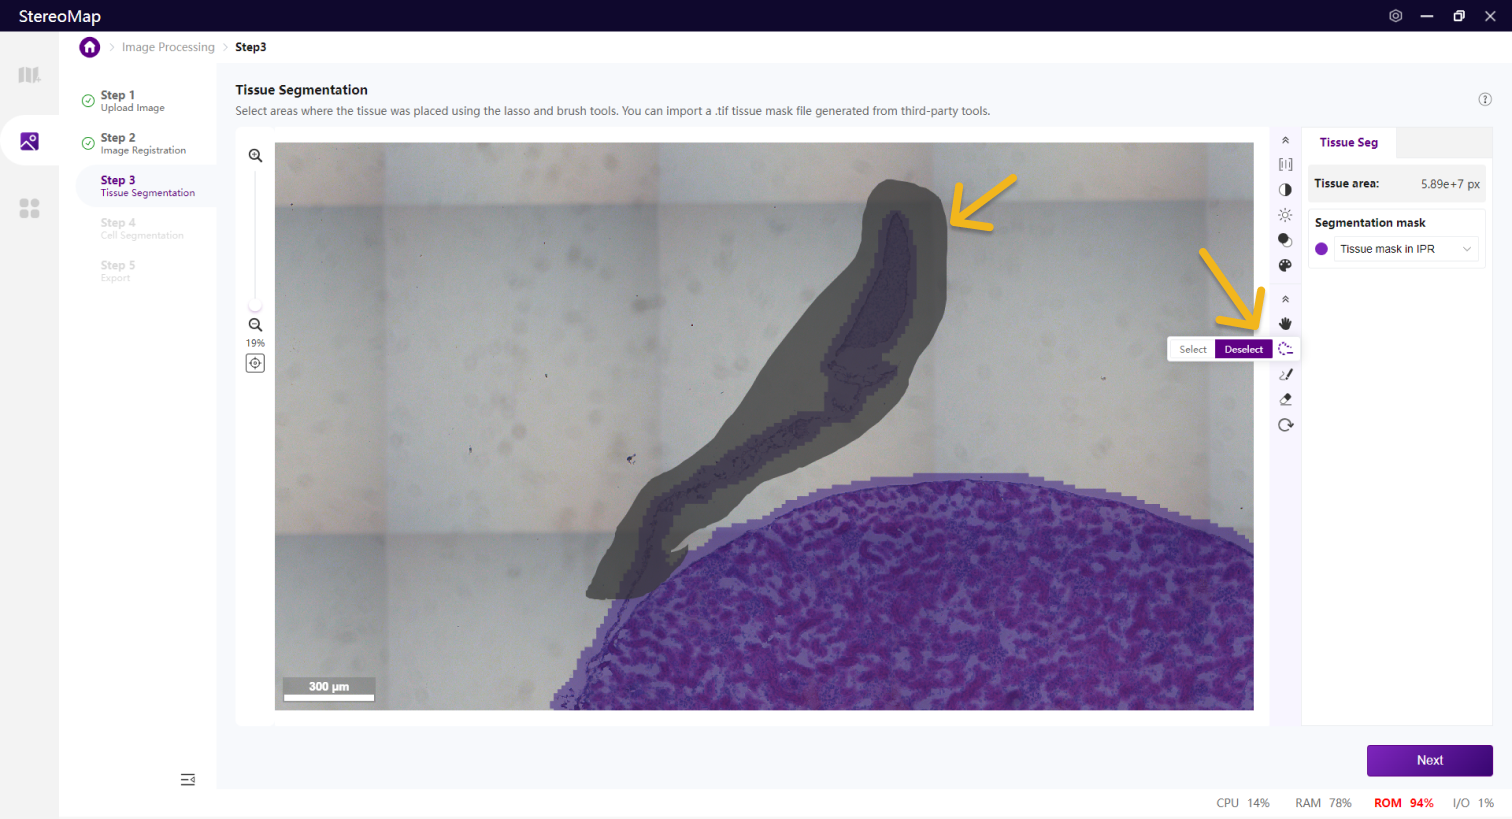 StereoMap
Image Processing
Step3
Step 1
Upload Image
Step 2
Image Registration
Step 3
Tissue Segmentation
Step 4
Cell Segmentation
Step 5
Export
Tissue Segmentation
Select areas where the tissue was placed using the lasso and brush tools. You can import a .tif tissue mask file generated from third-party tools.
19%
300 μm
Select
Deselect
Tissue Seg
Tissue area:
5.89e+7 px
Segmentation mask
Tissue mask in IPR
Next
CPU 14%
RAM 78%
ROM 94%
I/O 1%